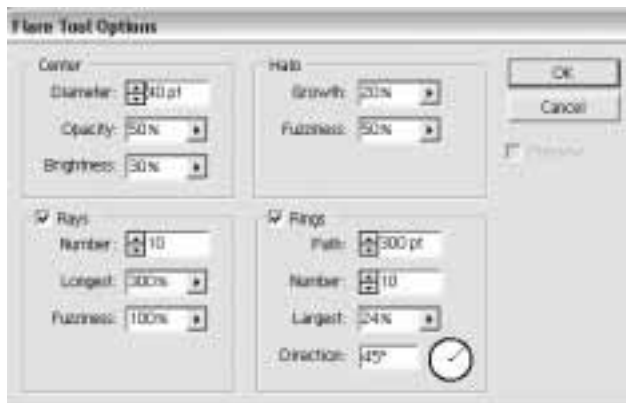 Flare Tool Options
Center
Diameter: 40 pt
Opacity: 50%
Brightness: 30%
Halo
Growth: 20%
Fuzziness: 50%
OK
Cancel
Preview
Rays
Number: 10
Longest: 300%
Fuzziness: 100%
Rings
Path: 300 pt
Number: 10
Largest: 24%
Direction: 45°